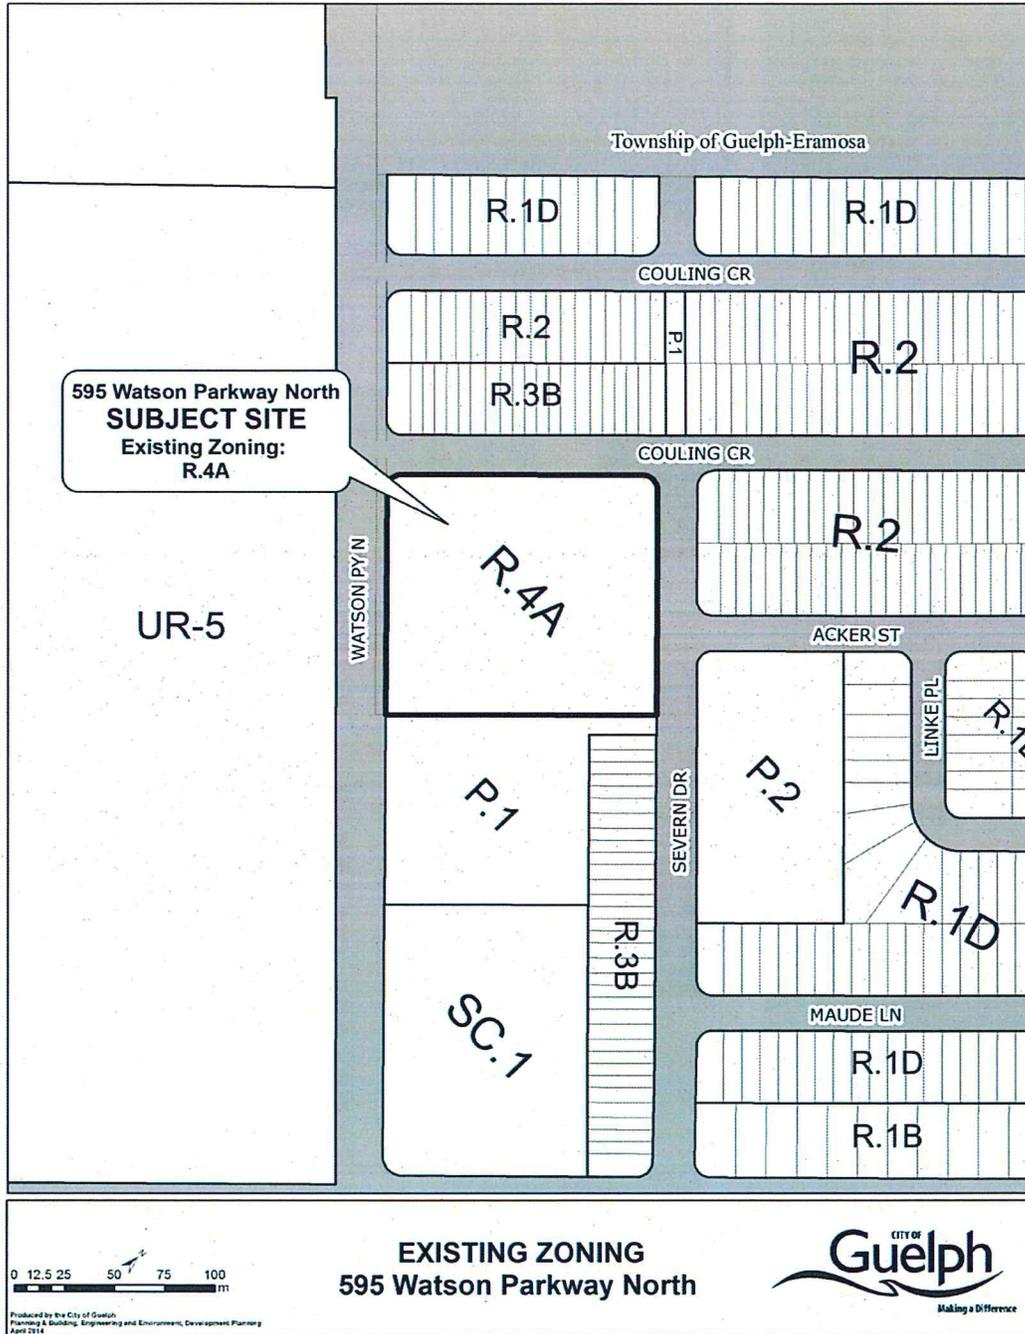 Township of Guelph-Eramosa
R.1D
R.1D
COULING CR
R.2
P.1
R.2
R.3B
595 Watson Parkway North
SUBJECT SITE
Existing Zoning:
R.4A
COULING CR
R.2
WATSON PY N
R.4A
UR-5
ACKER ST
LINKE PL
P.2
P.1
SEVERN DR
R.1D
R.3B
SC.1
MAUDE LN
R.1D
R.1B
0 12.5 25 50 75 100
m
N
Produced by the City of Guelph
Planning & Building, Engineering and Environment, Development Planning
April 2014
EXISTING ZONING
595 Watson Parkway North
CITY OF
Guelph
Making a Difference